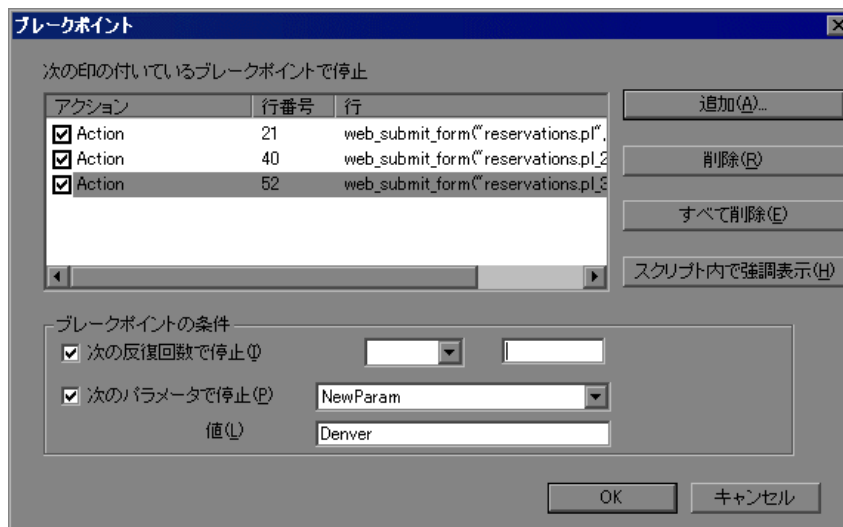 ブレークポイント
次の印の付いているブレークポイントで停止
アクション 行番号 行
Action 21 web_submit_form("reservations.pl",
Action 40 web_submit_form("reservations.pl_2
Action 52 web_submit_form("reservations.pl_3
追加(A)...
削除(R)
すべて削除(E)
スクリプト内で強調表示(H)
ブレークポイントの条件
次の反復回数で停止(I)
次のパラメータで停止(P) NewParam
値(L) Denver
OK キャンセル